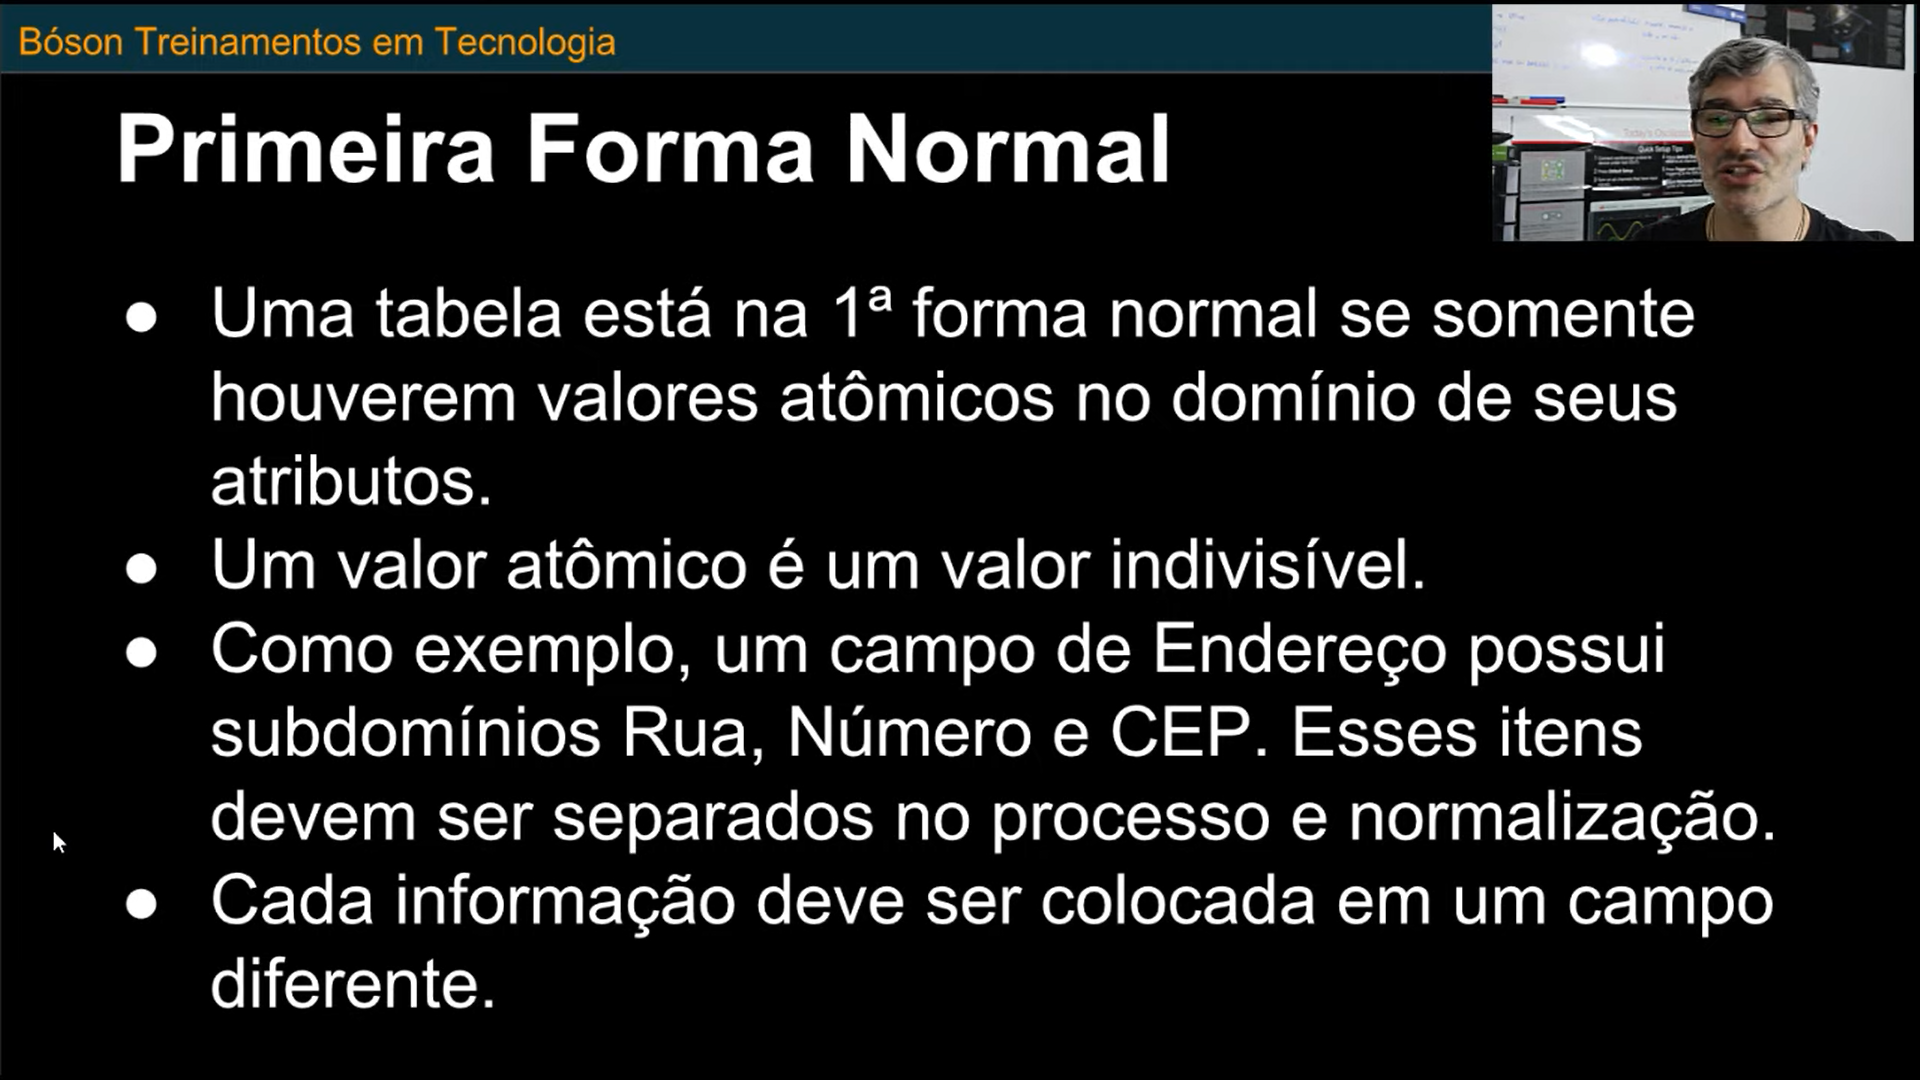 Bóson Treinamentos em Tecnologia
Primeira Forma Normal
● Uma tabela está na 1ª forma normal se somente
houverem valores atômicos no domínio de seus
atributos.
● Um valor atômico é um valor indivisível.
● Como exemplo, um campo de Endereço possui
subdomínios Rua, Número e CEP. Esses itens
devem ser separados no processo e normalização.
● Cada informação deve ser colocada em um campo
diferente.
Quick Setup Tips